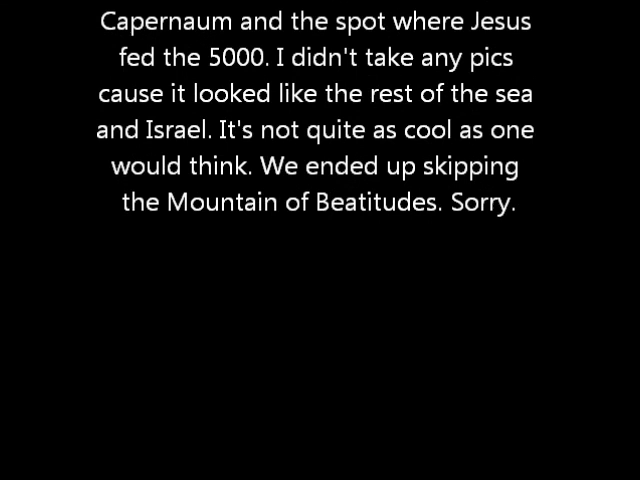 Capernaum and the spot where Jesus
fed the 5000. I didn't take any pics
cause it looked like the rest of the sea
and Israel. It's not quite as cool as one
would think. We ended up skipping
the Mountain of Beatitudes. Sorry.